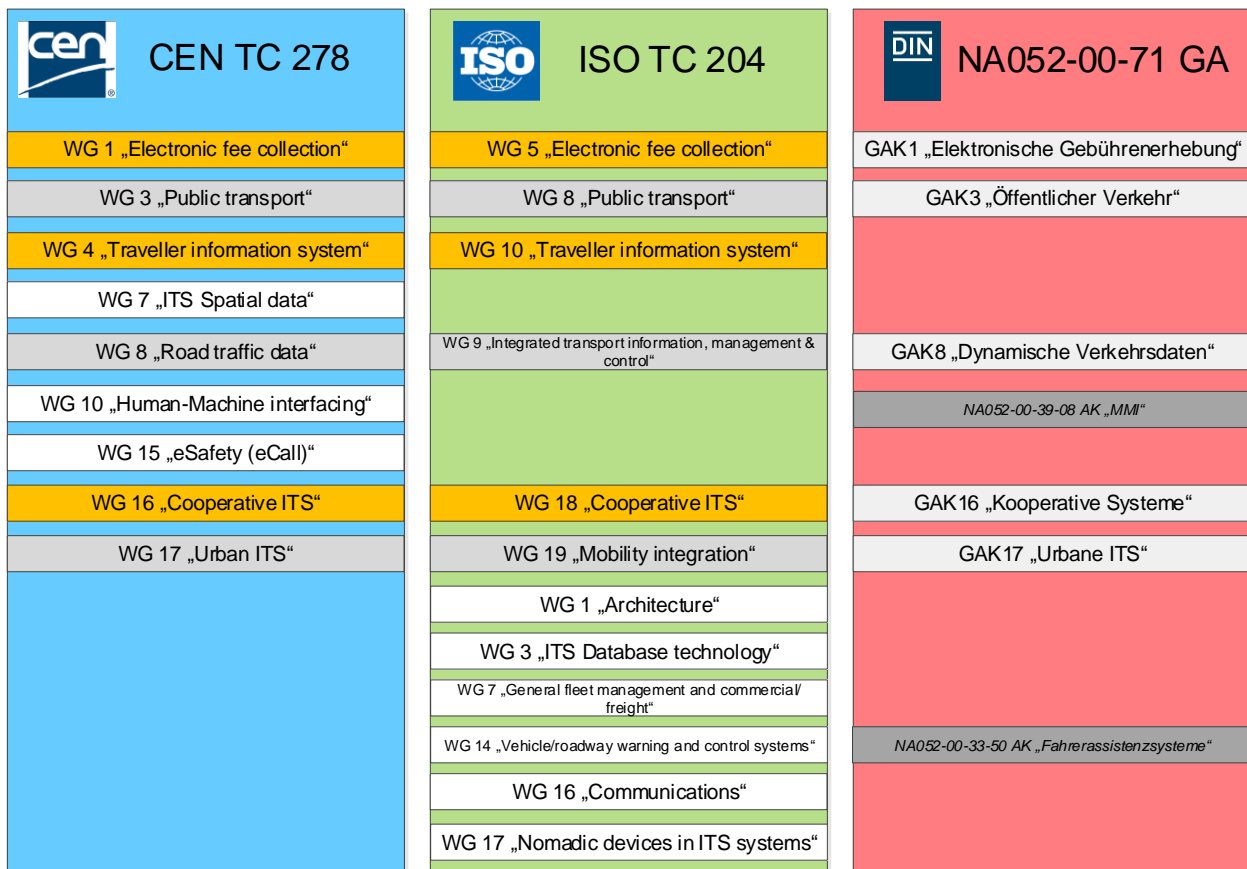 cen
®
CEN TC 278
WG 1 „Electronic fee collection“
WG 3 „Public transport“
WG 4 „Traveller information system“
WG 7 „ITS Spatial data“
WG 8 „Road traffic data“
WG 10 „Human-Machine interfacing“
WG 15 „eSafety (eCall)“
WG 16 „Cooperative ITS“
WG 17 „Urban ITS“
ISO
ISO TC 204
WG 5 „Electronic fee collection“
WG 8 „Public transport“
WG 10 „Traveller information system“
WG 9 „Integrated transport information, management &
control“
WG 18 „Cooperative ITS“
WG 19 „Mobility integration“
WG 1 „Architecture“
WG 3 „ITS Database technology“
WG 7 „General fleet management and commercial/
freight“
WG 14 „Vehicle/roadway warning and control systems“
WG 16 „Communications“
WG 17 „Nomadic devices in ITS systems“
DIN
NA052-00-71 GA
GAK1 „Elektronische Gebührenerhebung“
GAK3 „Öffentlicher Verkehr“
GAK8 „Dynamische Verkehrsdaten“
NA052-00-39-08 AK „MMI“
GAK16 „Kooperative Systeme“
GAK17 „Urbane ITS“
NA052-00-33-50 AK „Fahrerassistenzsysteme“